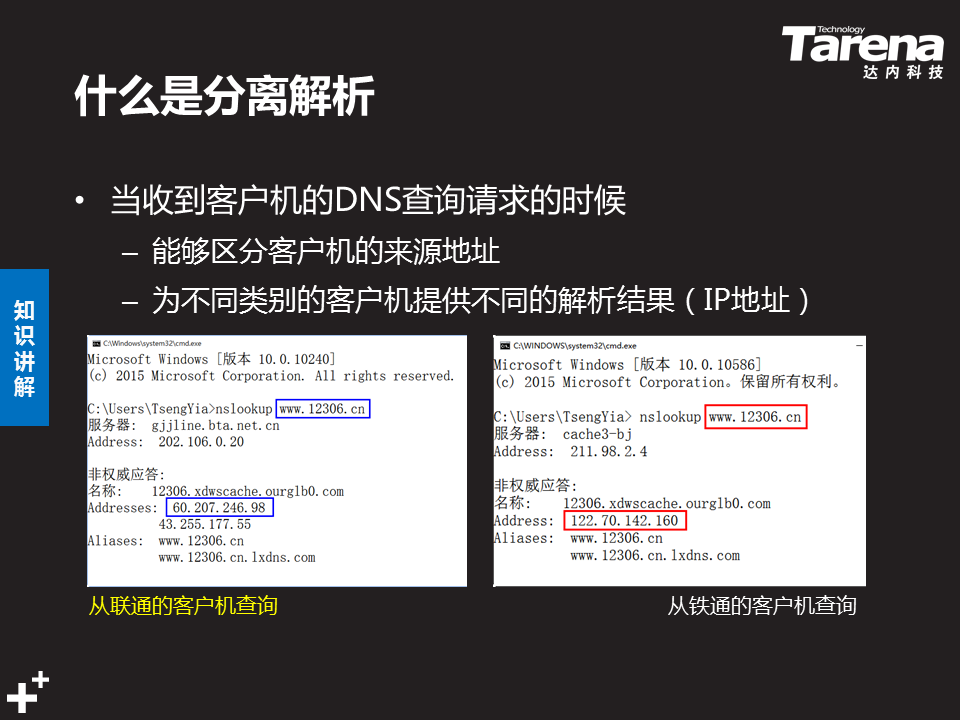 Technology
Tarena
达内科技
什么是分离解析
• 当收到客户机的DNS查询请求的时候
– 能够区分客户机的来源地址
– 为不同类别的客户机提供不同的解析结果（IP地址）
知识讲解
C:\Windows\system32\cmd.exe
Microsoft Windows [版本 10.0.10240]
(c) 2015 Microsoft Corporation. All rights reserved.
C:\Users\TsengYia>nslookup www.12306.cn
服务器: gjjline.bta.net.cn
Address: 202.106.0.20
非权威应答:
名称: 12306.xdwscache.ourglb0.com
Addresses: 60.207.246.98
43.255.177.55
Aliases: www.12306.cn
www.12306.cn.lxdns.com
从联通的客户机查询
C:\WINDOWS\system32\cmd.exe
Microsoft Windows [版本 10.0.10586]
(c) 2015 Microsoft Corporation。保留所有权利。
C:\Users\TsengYia> nslookup www.12306.cn
服务器: cache3-bj
Address: 211.98.2.4
非权威应答:
名称: 12306.xdwscache.ourglb0.com
Address: 122.70.142.160
Aliases: www.12306.cn
www.12306.cn.lxdns.com
从铁通的客户机查询